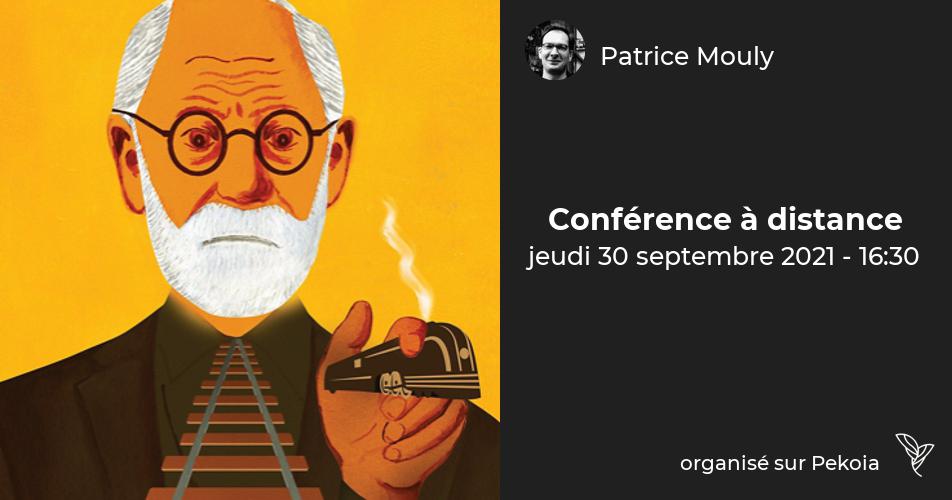 Patrice Mouly
Conférence à distance
jeudi 30 septembre 2021 - 16:30
organisé sur Pekoia